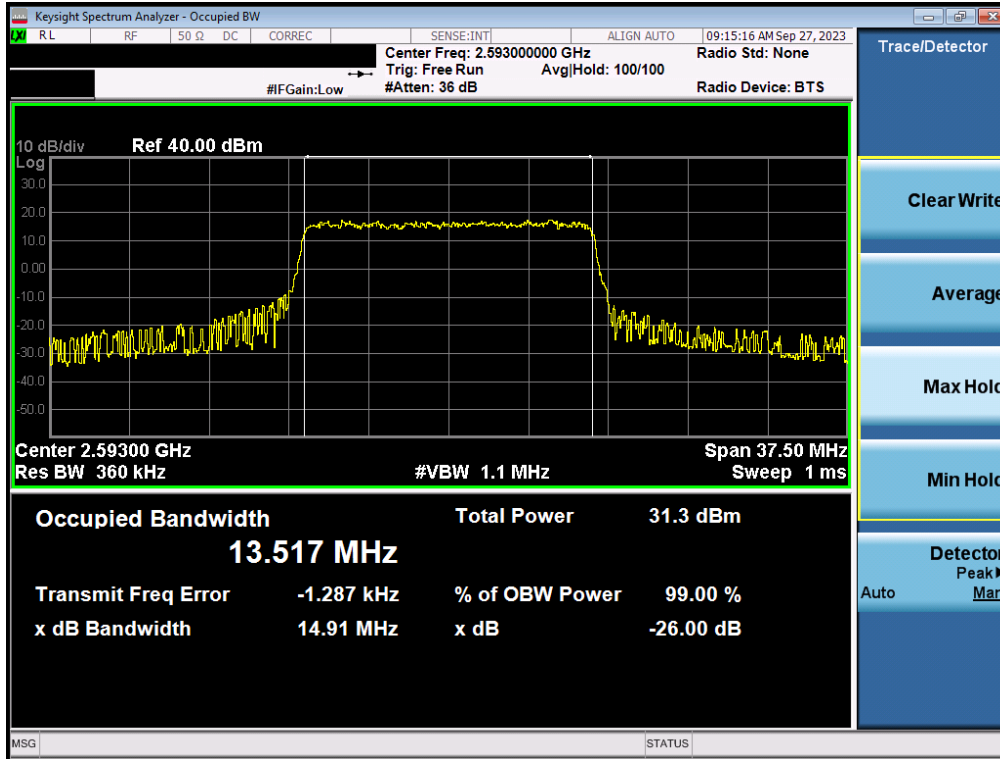 Keysight Spectrum Analyzer - Occupied BW
LXI RL RF 50 Ω DC CORREC SENSE:INT ALIGN AUTO 09:15:16 AM Sep 27, 2023
Center Freq: 2.593000000 GHz Radio Std: None
Trig: Free Run Avg|Hold: 100/100
#IFGain:Low #Atten: 36 dB Radio Device: BTS
Trace/Detector
10 dB/div Ref 40.00 dBm
Log
30.0
20.0
10.0
0.00
-10.0
-20.0
-30.0
-40.0
-50.0
Center 2.59300 GHz Span 37.50 MHz
Res BW 360 kHz #VBW 1.1 MHz Sweep 1 ms
Occupied Bandwidth Total Power 31.3 dBm
13.517 MHz
Transmit Freq Error -1.287 kHz % of OBW Power 99.00 %
x dB Bandwidth 14.91 MHz x dB -26.00 dB
Clear Write
Average
Max Hold
Min Hold
Detector
Peak
Auto Man
MSG STATUS